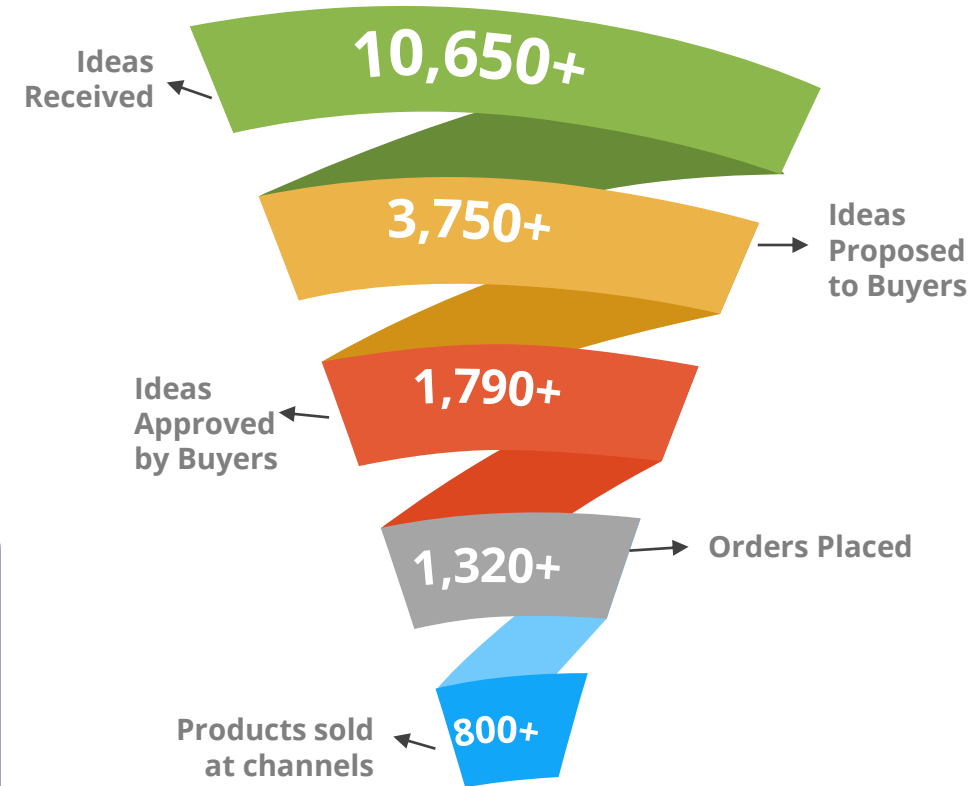 10,650+
Ideas
Received
3,750+
Ideas
Proposed
to Buyers
1,790+
Ideas
Approved
by Buyers
1,320+
Orders Placed
800+
Products sold
at channels